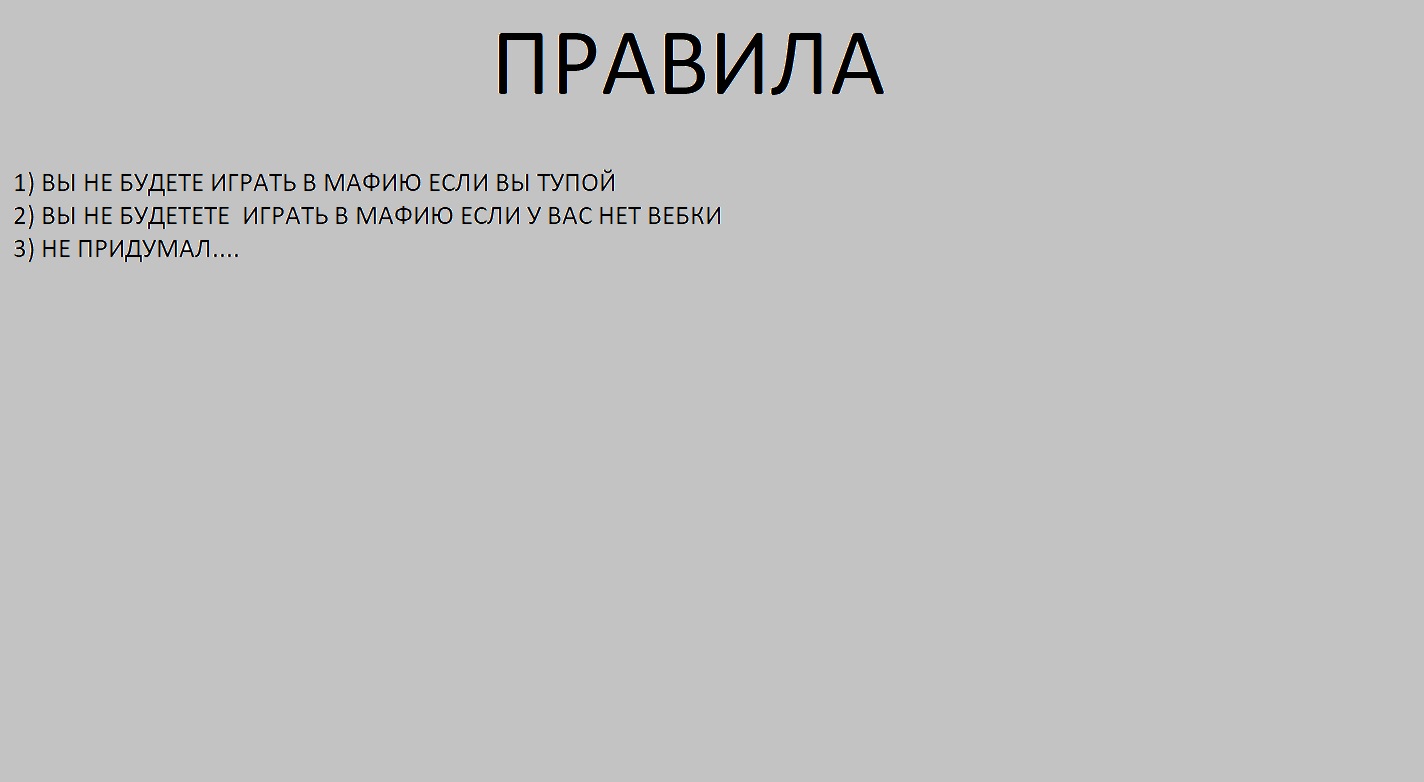 ПРАВИЛА
1) ВЫ НЕ БУДЕТЕ ИГРАТЬ В МАФИЮ ЕСЛИ ВЫ ТУПОЙ
2) ВЫ НЕ БУДЕТЕТЕ  ИГРАТЬ В МАФИЮ ЕСЛИ У ВАС НЕТ ВЕБКИ
3) НЕ ПРИДУМАЛ....